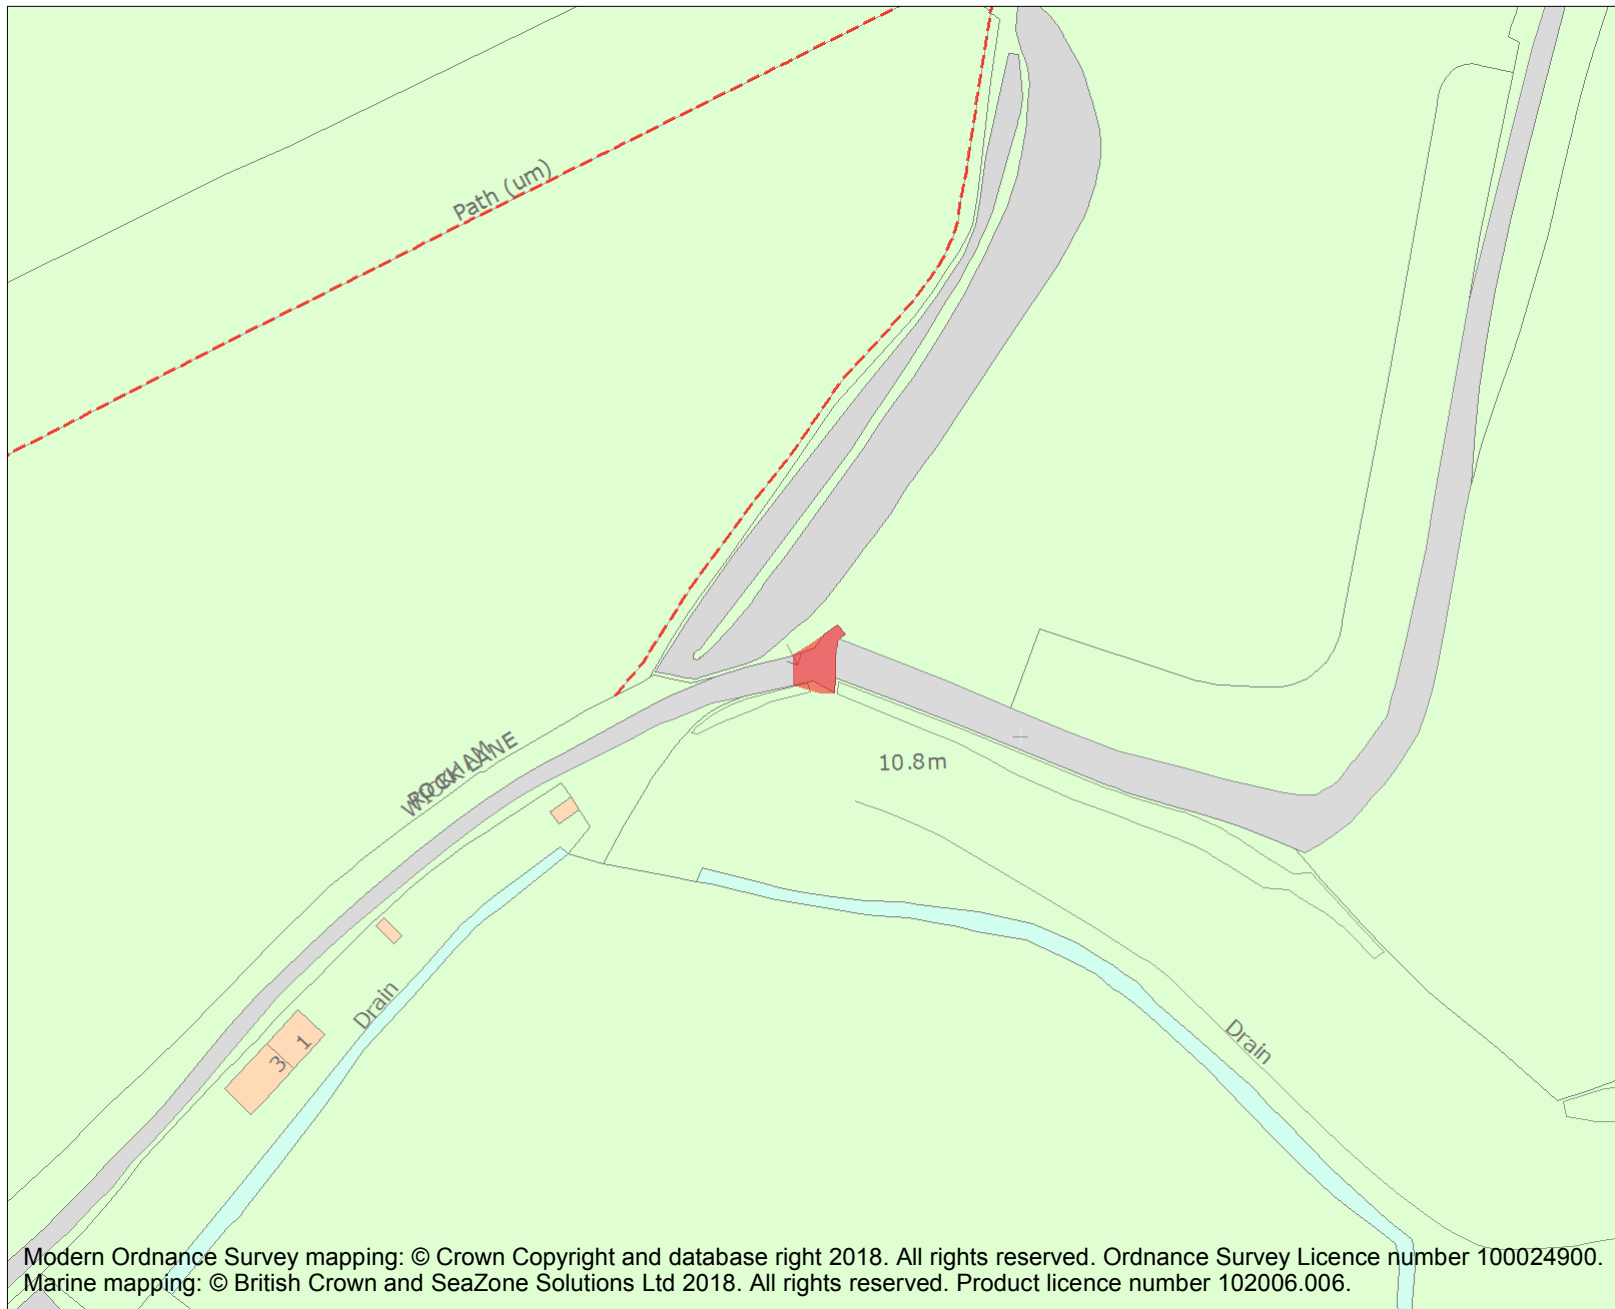 Path (um)
LANE
10.8m
Drain
1
3
Drain
Modern Ordnance Survey mapping: © Crown Copyright and database right 2018. All rights reserved. Ordnance Survey Licence number 100024900.
Marine mapping: © British Crown and SeaZone Solutions Ltd 2018. All rights reserved. Product licence number 102006.006.